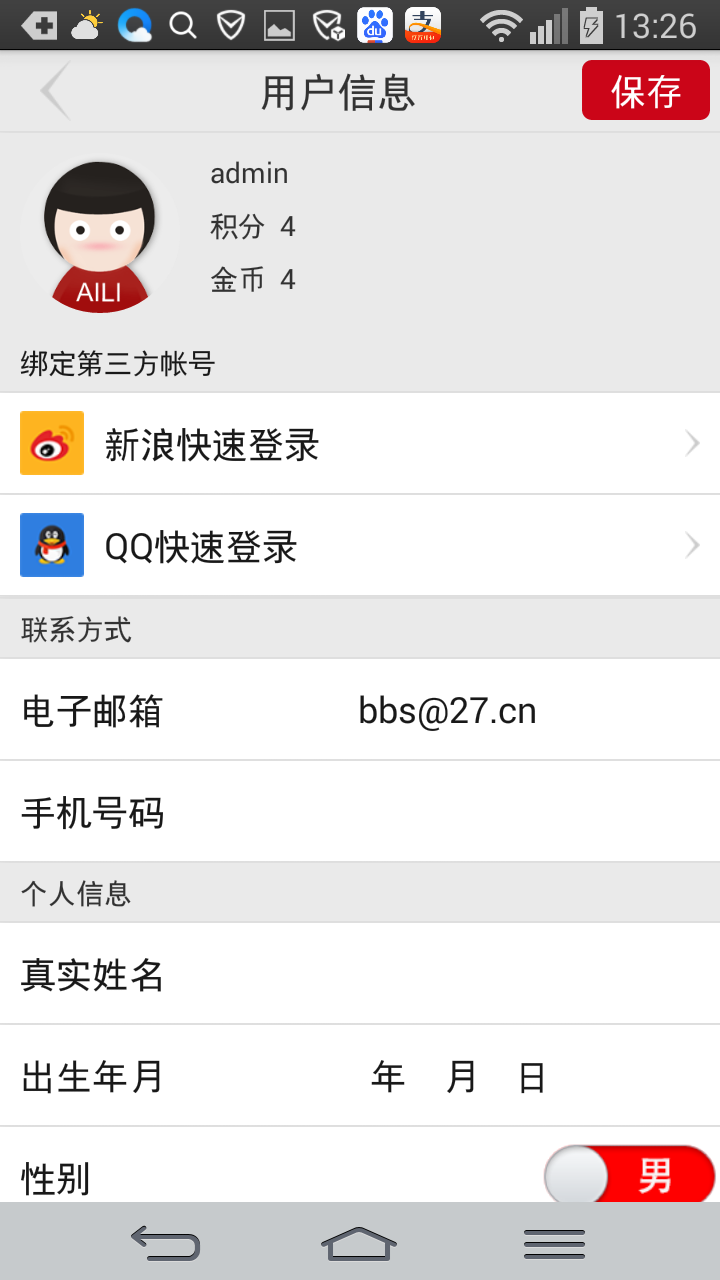 13:26
用户信息
保存
admin
积分 4
金币 4
AILI
绑定第三方帐号
新浪快速登录
QQ快速登录
联系方式
电子邮箱 bbs@27.cn
手机号码
个人信息
真实姓名
出生年月 年 月 日
性别 男